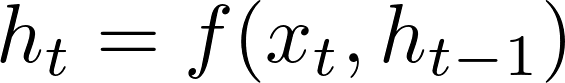 h_t = f(x_t, h_{t-1})